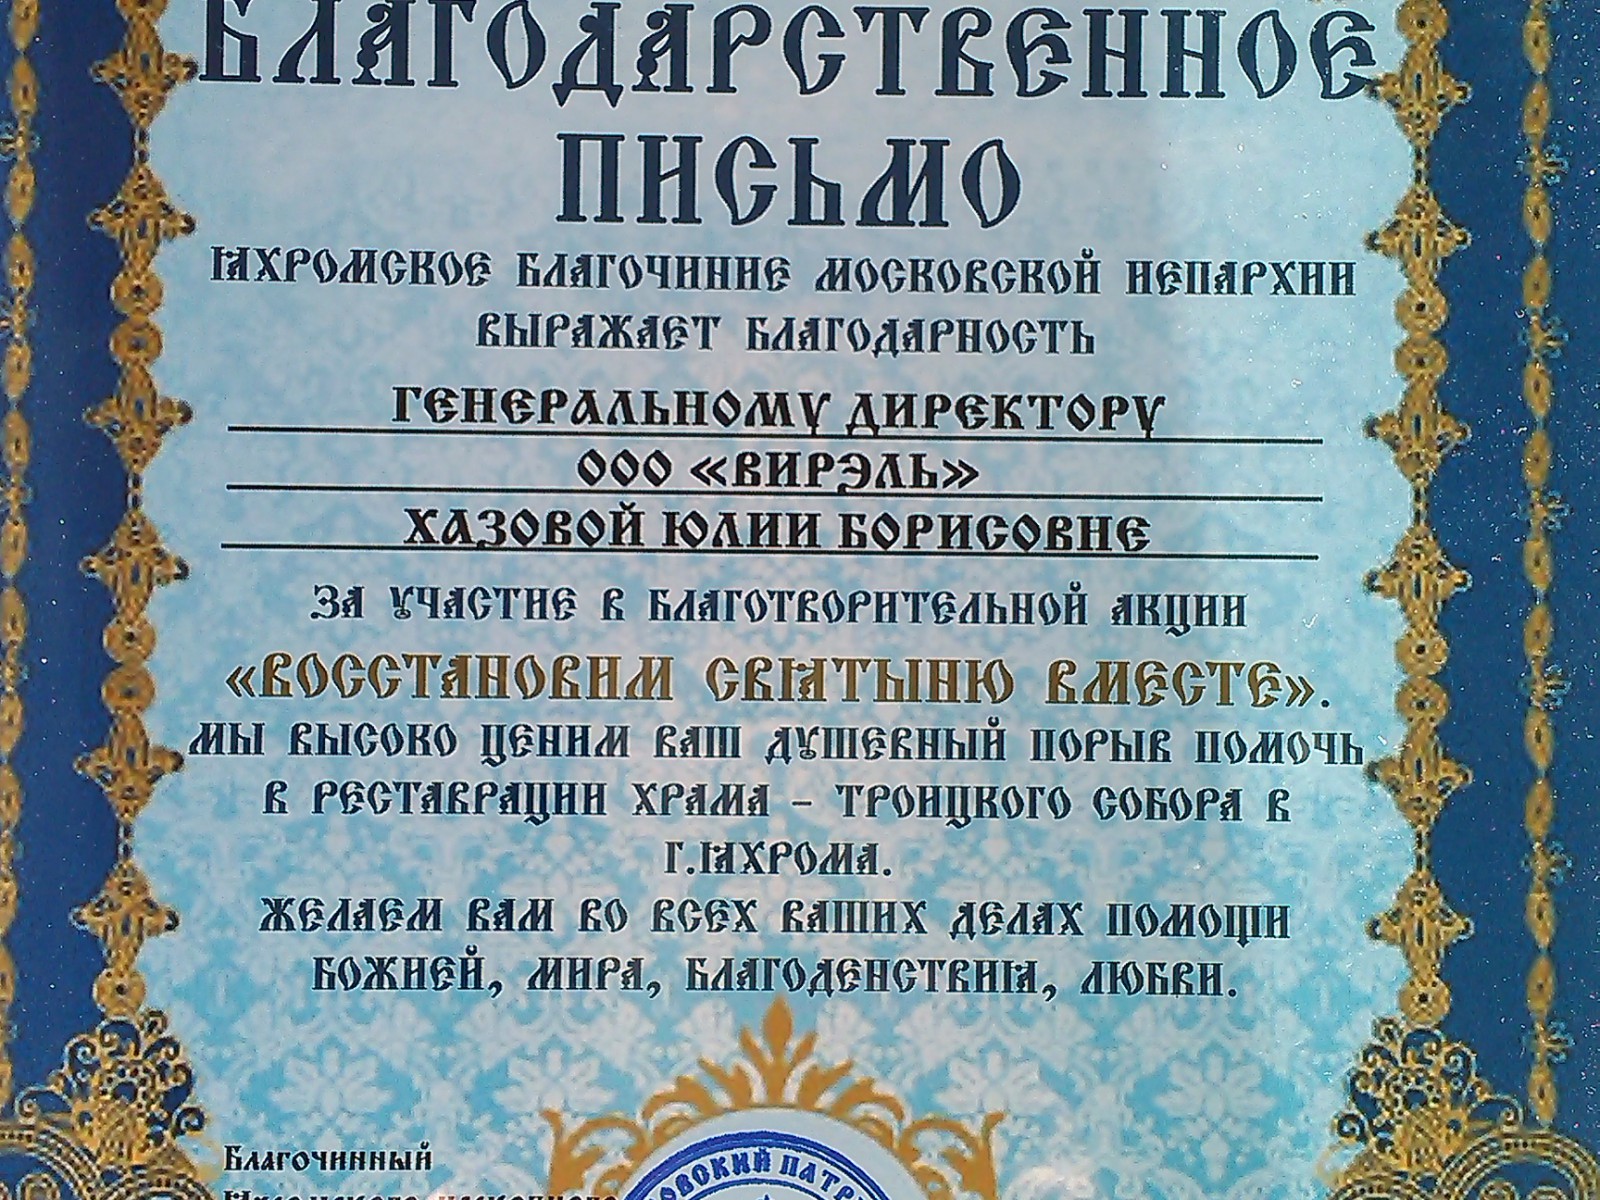 БЛАГОДАРСТВЕННОЕ
ПИСЬМО
ЯХРОМСКОЕ БЛАГОЧИНИЕ МОСКОВСКОЙ ИЕПАРХИИ
ВЫРАЖАЕТ БЛАГОДАРНОСТЬ
ГЕНЕРАЛЬНОМУ ДИРЕКТОРУ
ООО «ВИРЭЛЬ»
ХАЗОВОЙ ЮЛИИ БОРИСОВНЕ
ЗА УЧАСТИЕ В БЛАГОТВОРИТЕЛЬНОЙ АКЦИИ
«ВОССТАНОВИМ СВЯТЫНЮ ВМЕСТЕ».
МЫ ВЫСОКО ЦЕНИМ ВАШ ДУШЕВНЫЙ ПОРЫВ ПОМОЧЬ
В РЕСТАВРАЦИИ ХРАМА – ТРОИЦКОГО СОБОРА В
Г.ЯХРОМА.
ЖЕЛАЕМ ВАМ ВО ВСЕХ ВАШИХ ДЕЛАХ ПОМОЩИ
БОЖИЕЙ, МИРА, БЛАГОДЕНСТВИЯ, ЛЮБВИ.
Благочинный